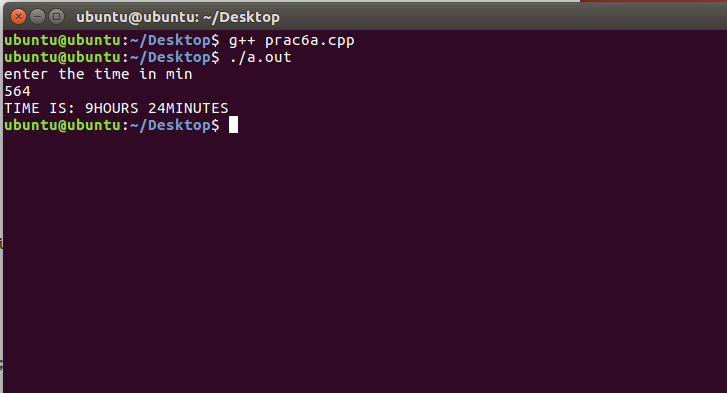 ubuntu@ubuntu: ~/Desktop
ubuntu@ubuntu:~/Desktop$ g++ prac6a.cpp
ubuntu@ubuntu:~/Desktop$ ./a.out
enter the time in min
564
TIME IS: 9HOURS 24MINUTES
ubuntu@ubuntu:~/Desktop$